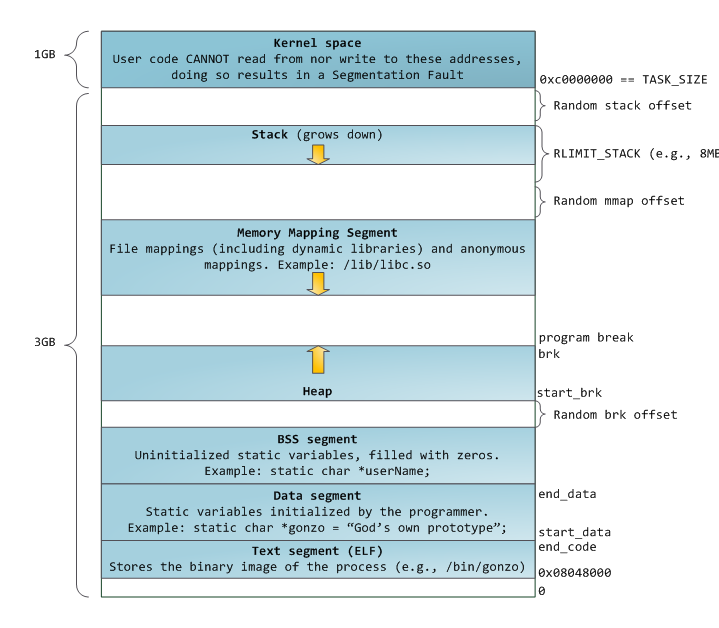 Kernel space
1GB
User code CANNOT read from nor write to these addresses,
doing so results in a Segmentation Fault
0xc0000000 == TASK_SIZE
Random stack offset
Stack (grows down)
RLIMIT_STACK (e.g., 8MB
Random mmap offset
Memory Mapping Segment
File mappings (including dynamic libraries) and anonymous
mappings. Example: /lib/libc.so
3GB
program break
brk
Heap
start_brk
Random brk offset
BSS segment
Uninitialized static variables, filled with zeros.
Example: static char *userName;
Data segment
end_data
Static variables initialized by the programmer.
Example: static char *gonzo = “God’s own prototype”;
start_data
end_code
Text segment (ELF)
Stores the binary image of the process (e.g., /bin/gonzo)
0x08048000
0